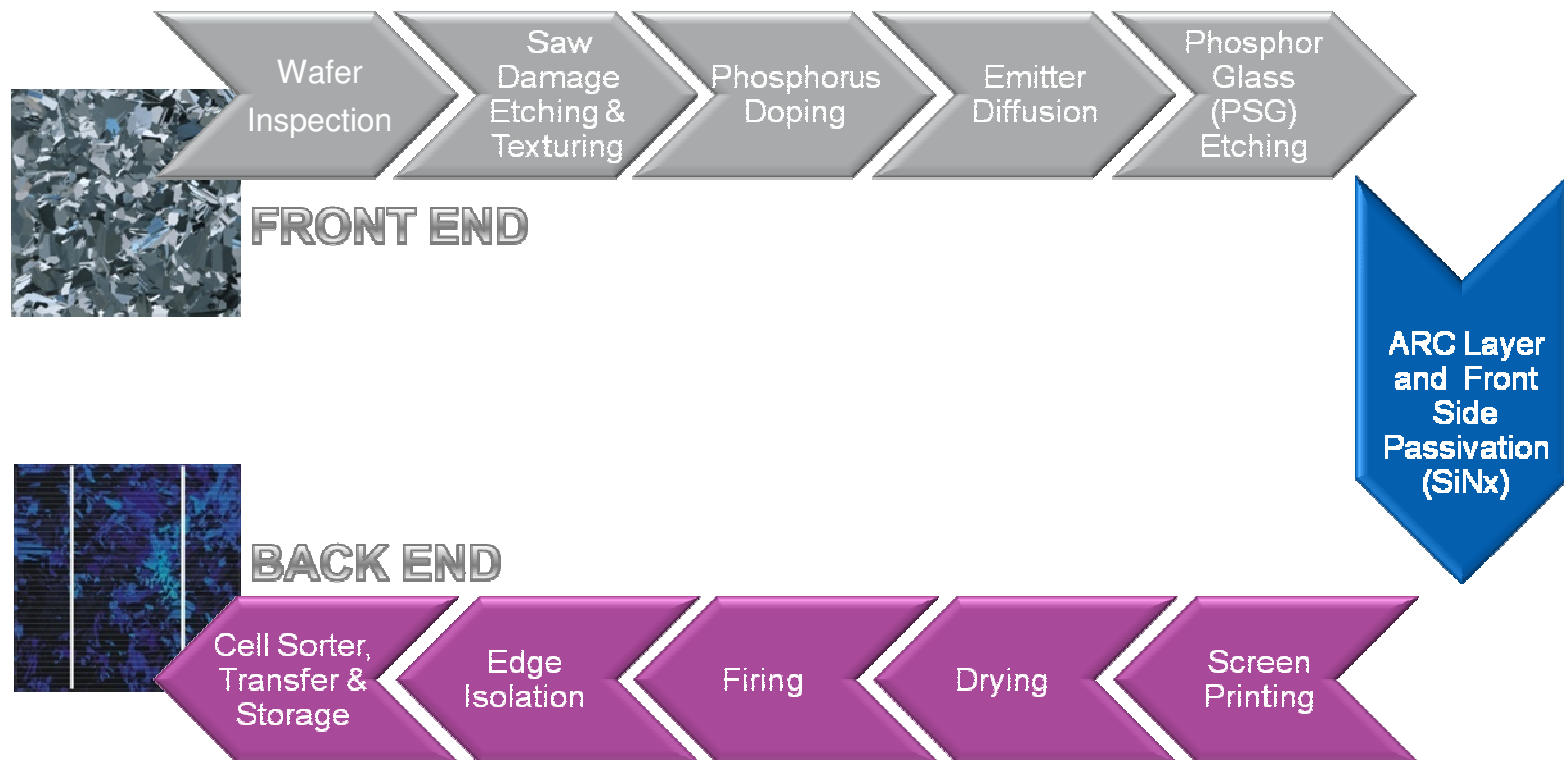 Wafer
Inspection
Saw
Damage
Etching &
Texturing
Phosphorus
Doping
Emitter
Diffusion
Phosphor
Glass
(PSG)
Etching
FRONT END
ARC Layer
and Front
Side
Passivation
(SiNx)
BACK END
Screen
Printing
Drying
Firing
Edge
Isolation
Cell Sorter,
Transfer &
Storage